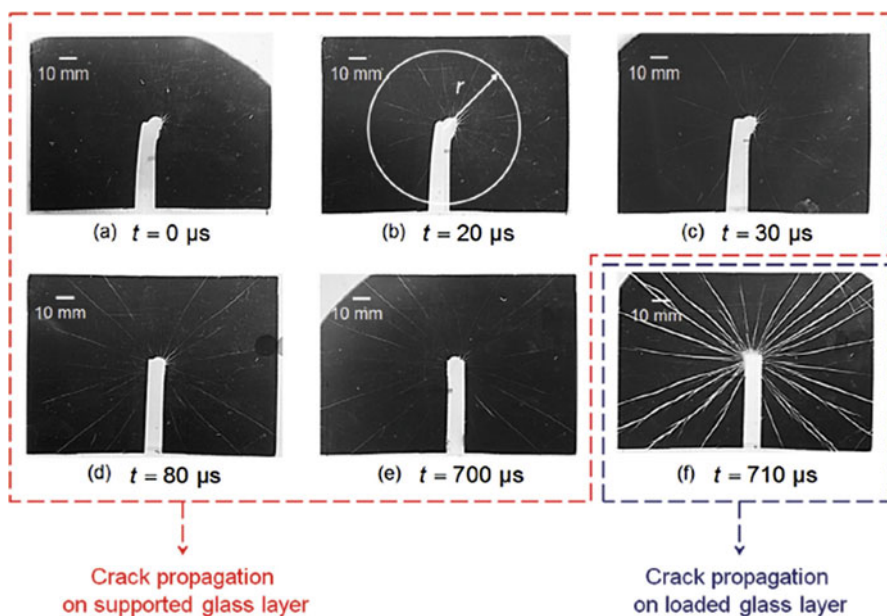 10 mm
10 mm
r
10 mm
(a) t = 0 µs
(b) t = 20 µs
(c) t = 30 µs
10 mm
10 mm
10 mm
(d) t = 80 µs
(e) t = 700 µs
(f) t = 710 µs
Crack propagation
on supported glass layer
Crack propagation
on loaded glass layer